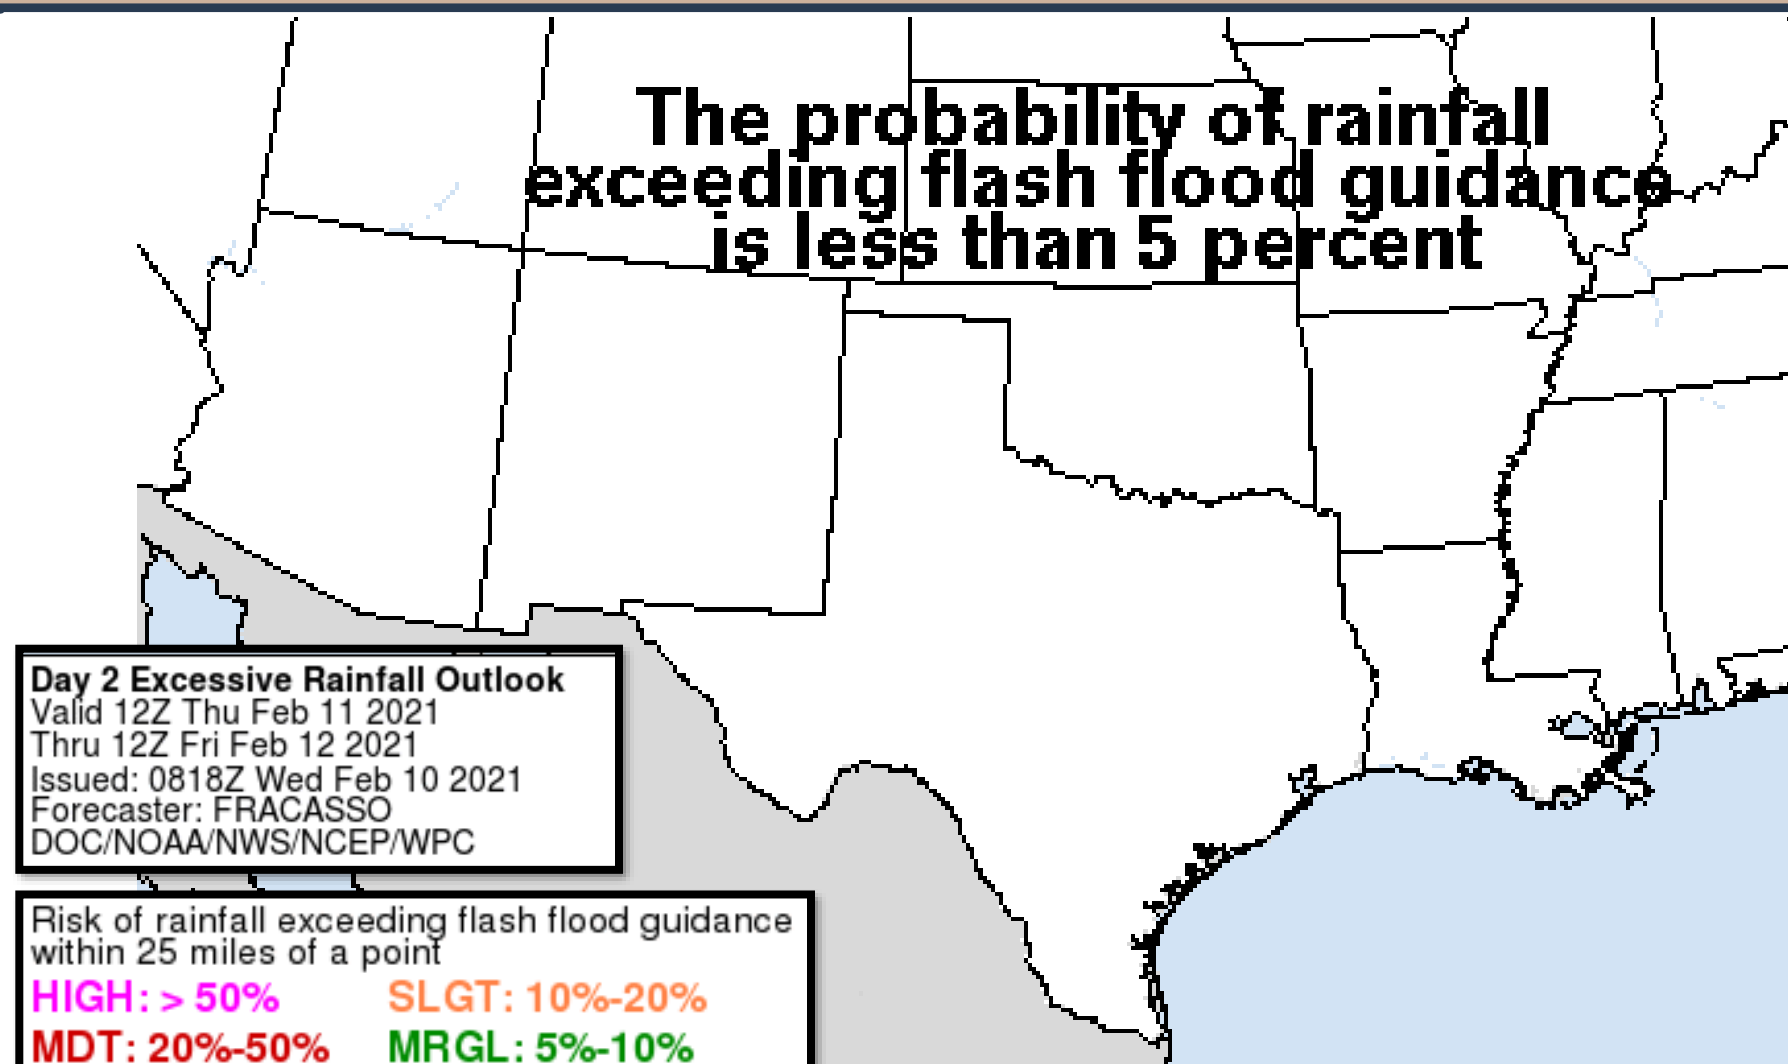 The probability of rainfall
exceeding flash flood guidance
is less than 5 percent
Day 2 Excessive Rainfall Outlook
Valid 12Z Thu Feb 11 2021
Thru 12Z Fri Feb 12 2021
Issued: 0818Z Wed Feb 10 2021
Forecaster: FRACASSO
DOC/NOAA/NWS/NCEP/WPC
Risk of rainfall exceeding flash flood guidance
within 25 miles of a point
HIGH: > 50% SLGT: 10%-20%
MDT: 20%-50% MRGL: 5%-10%